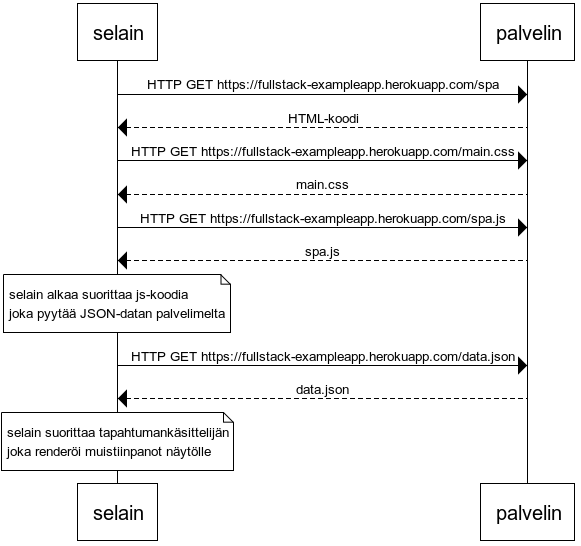 selain
palvelin
HTTP GET https://fullstack-exampleapp.herokuapp.com/spa
HTML-koodi
HTTP GET https://fullstack-exampleapp.herokuapp.com/main.css
main.css
HTTP GET https://fullstack-exampleapp.herokuapp.com/spa.js
spa.js
selain alkaa suorittaa js-koodia
joka pyytää JSON-datan palvelimelta
HTTP GET https://fullstack-exampleapp.herokuapp.com/data.json
data.json
selain suorittaa tapahtumankäsittelijän
joka renderöi muistiinpanot näytölle
selain
palvelin